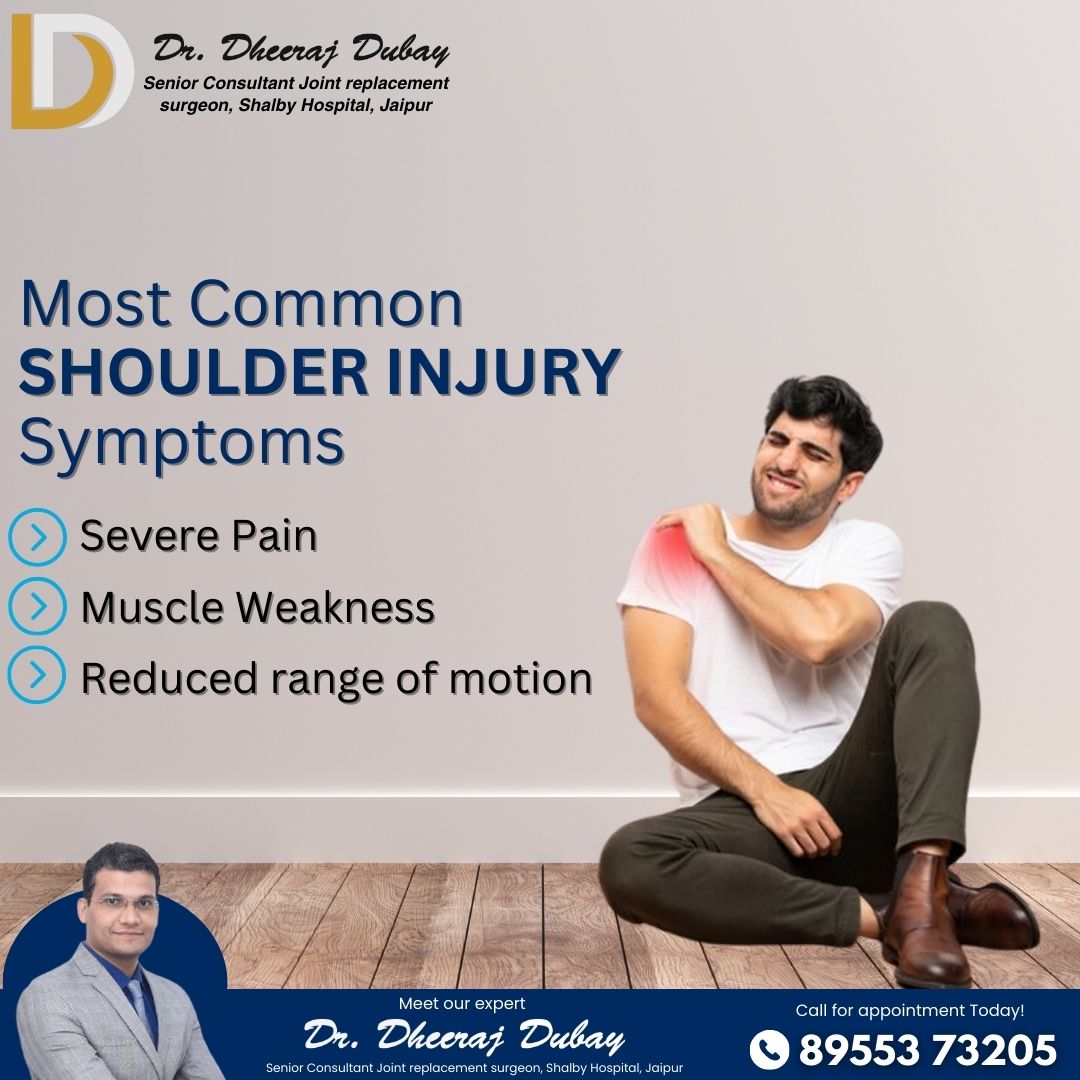 Dr. Dheeraj Dubay
Senior Consultant Joint replacement
surgeon, Shalby Hospital, Jaipur
Most Common
SHOULDER INJURY
Symptoms
Severe Pain
Muscle Weakness
Reduced range of motion
Meet our expert
Dr. Dheeraj Dubay
Senior Consultant Joint replacement surgeon, Shalby Hospital, Jaipur
Call for appointment Today!
89553 73205